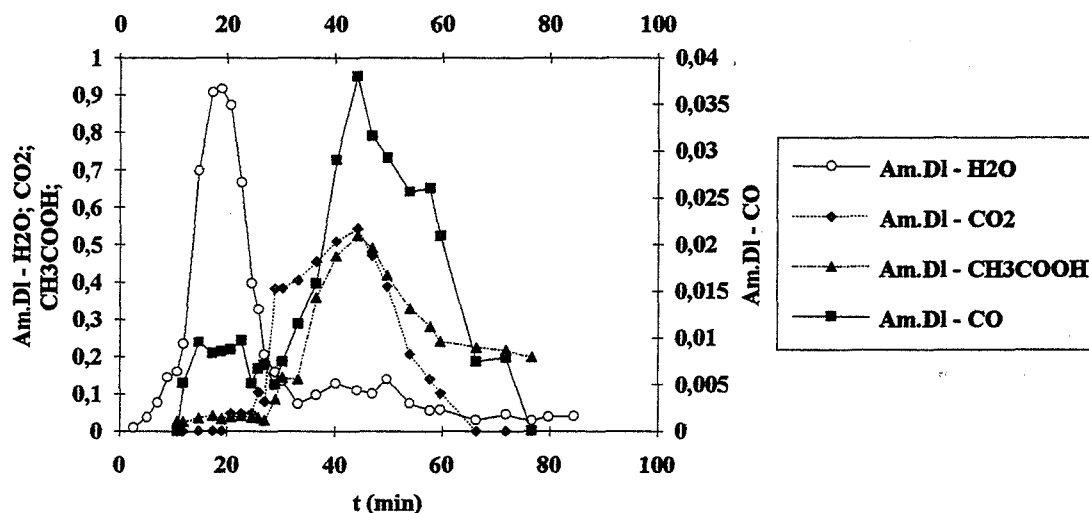 0 20 40 60 80 100
1 0,04
0,9 0,035
0,8 0,03
0,7 0,025
0,6 0,02
0,5 0,015
0,4 0,01
0,3 0,005
0,2 0
0,1
0
Am.Dl - H2O; CO2;
CH3COOH;
Am.Dl - CO
0 20 40 60 80 100
t (min)
Am.Dl - H2O
Am.Dl - CO2
Am.Dl - CH3COOH
Am.Dl - CO